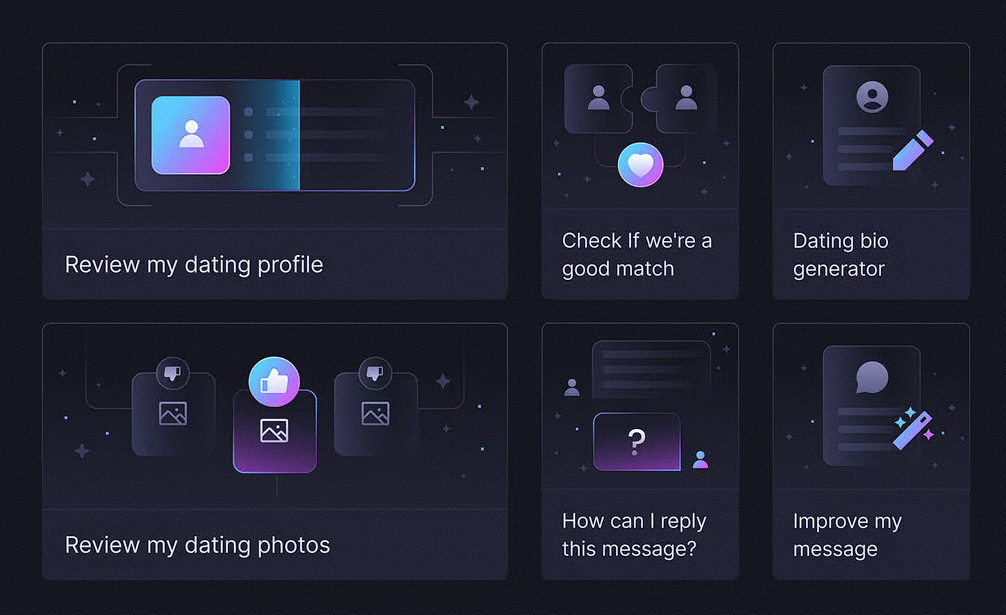 Review my dating profile
Check If we're a
good match
Dating bio
generator
Review my dating photos
How can I reply
this message?
Improve my
message